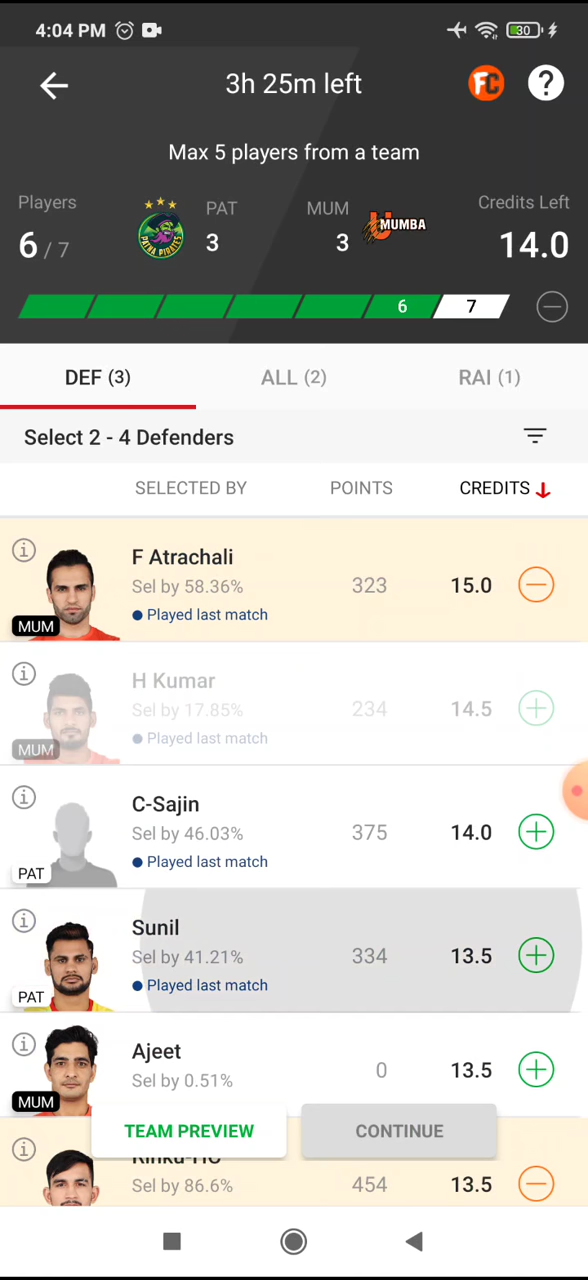 4:04 PM
30
3h 25m left
FC
?
Max 5 players from a team
Players
PAT
MUM
Credits Left
6 / 7
3
3
14.0
PATNA PIRATES
U MUMBA
6
7
DEF (3)
ALL (2)
RAI (1)
Select 2 - 4 Defenders
SELECTED BY
POINTS
CREDITS
F Atrachali
Sel by 58.36%
323
15.0
Played last match
MUM
H Kumar
Sel by 17.85%
234
14.5
Played last match
MUM
C-Sajin
Sel by 46.03%
375
14.0
Played last match
PAT
Sunil
Sel by 41.21%
334
13.5
Played last match
PAT
Ajeet
Sel by 0.51%
0
13.5
MUM
TEAM PREVIEW
CONTINUE
Sel by 86.6%
454
13.5